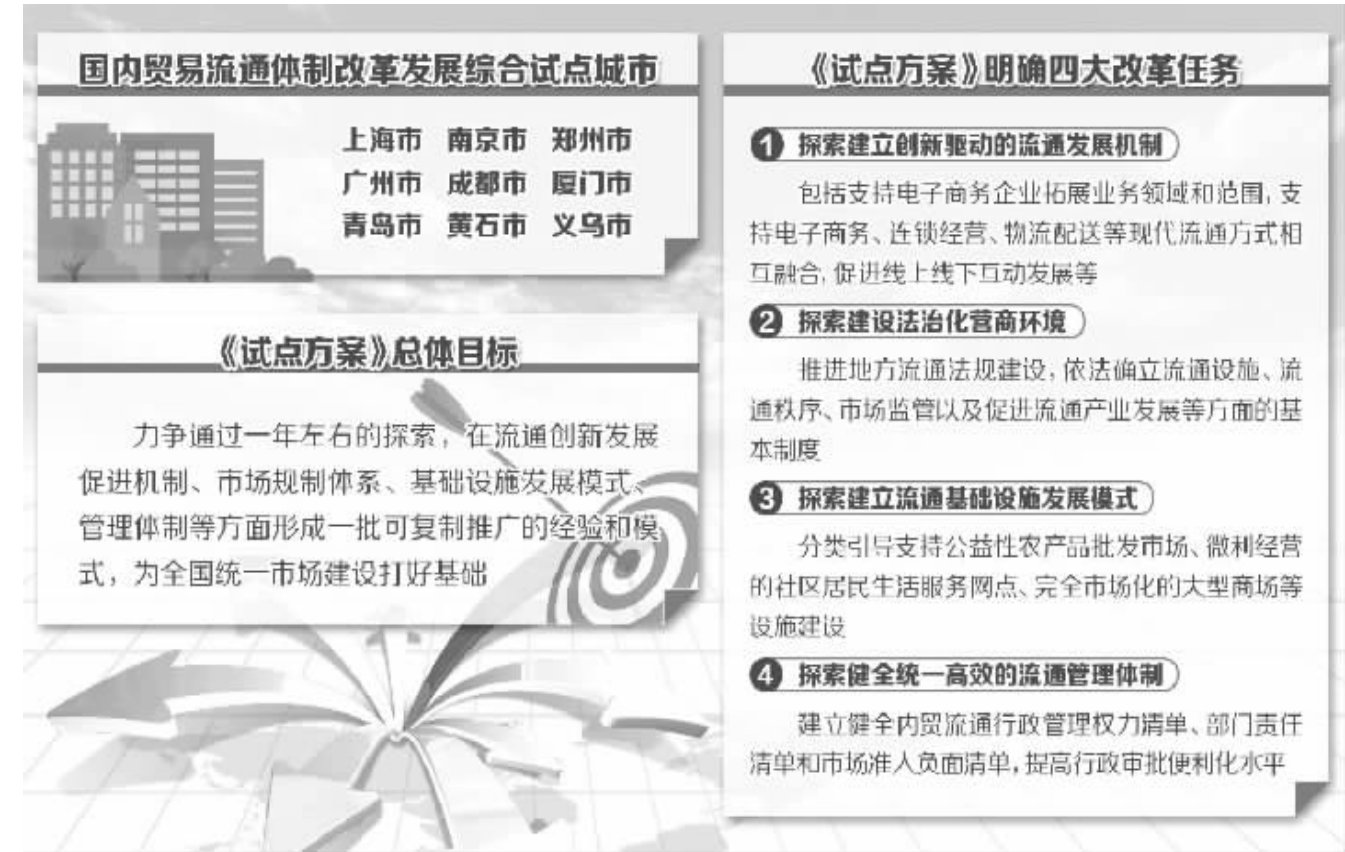 国内贸易流通体制改革发展综合试点城市
上海市 南京市 郑州市
广州市 成都市 厦门市
青岛市 黄石市 义乌市
《试点方案》总体目标
力争通过一年左右的探索，在流通创新发展
促进机制、市场规制体系、基础设施发展模式、
管理体制等方面形成一批可复制推广的经验和模
式，为全国统一市场建设打好基础
《试点方案》明确四大改革任务
1 探索建立创新驱动的流通发展机制
包括支持电子商务企业拓展业务领域和范围，支
持电子商务、连锁经营、物流配送等现代流通方式相
互融合，促进线上线下互动发展等
2 探索建设法治化营商环境
推进地方流通法规建设，依法确立流通设施、流
通秩序、市场监管以及促进流通产业发展等方面的基
本制度
3 探索建立流通基础设施发展模式
分类引导支持公益性农产品批发市场、微利经营
的社区居民生活服务网点、完全市场化的大型商场等
设施建设
4 探索健全统一高效的流通管理体制
建立健全内贸流通行政管理权力清单、部门责任
清单和市场准入负面清单，提高行政审批便利化水平